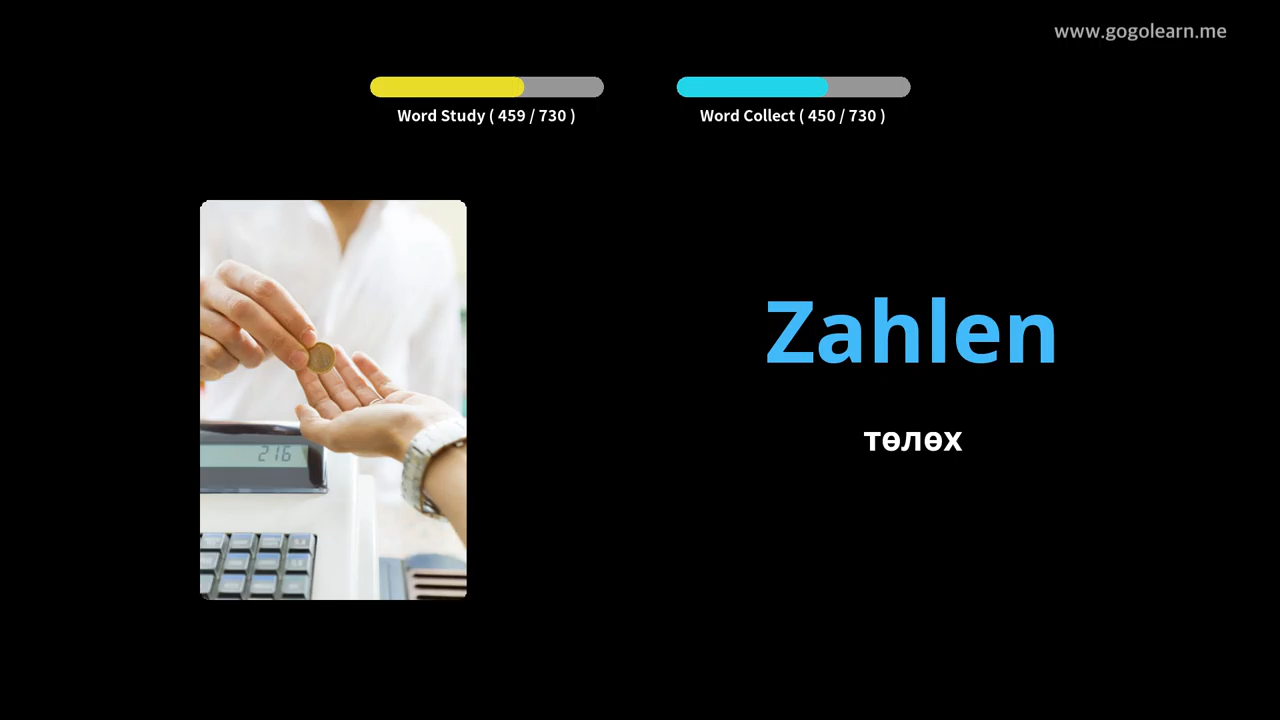 www.gogolearn.me
Word Study ( 459 / 730 )
Word Collect ( 450 / 730 )
Zahlen
төлөх
216